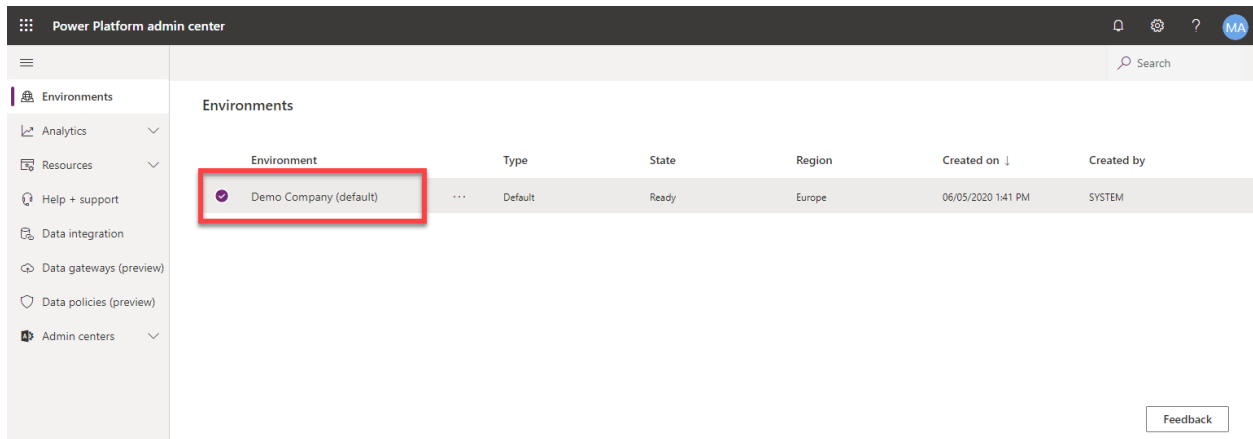 Power Platform admin center
? MA
Search
Environments
Analytics
Resources
Help + support
Data integration
Data gateways (preview)
Data policies (preview)
Admin centers
Environments
Environment Type State Region Created on ↓ Created by
Demo Company (default) ... Default Ready Europe 06/05/2020 1:41 PM SYSTEM
Feedback